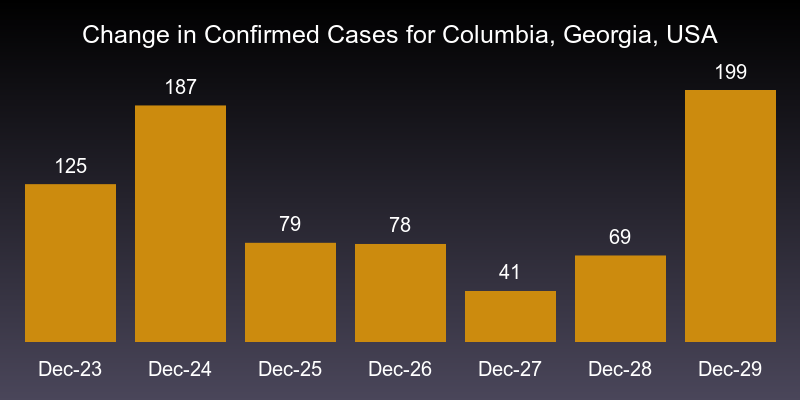 Change in Confirmed Cases for Columbia, Georgia, USA
125
187
79
78
41
69
199
Dec-23
Dec-24
Dec-25
Dec-26
Dec-27
Dec-28
Dec-29